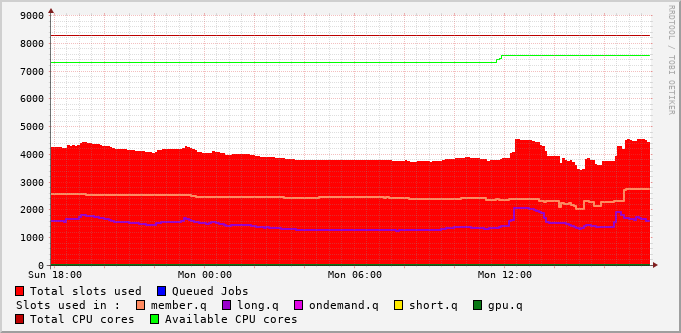 9000
8000
7000
6000
5000
4000
3000
2000
1000
0
Sun 18:00 Mon 00:00 Mon 06:00 Mon 12:00
Total slots used Queued Jobs
Slots used in : member.q long.q ondemand.q short.q gpu.q
Total CPU cores Available CPU cores
RRDTOOL / TOBI OETIKER